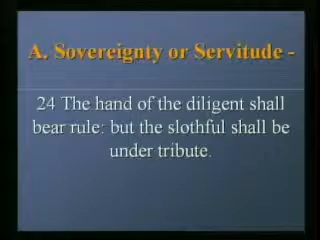 A. Sovereignty or Servitude -
24 The hand of the diligent shall
bear rule: but the slothful shall be
under tribute.